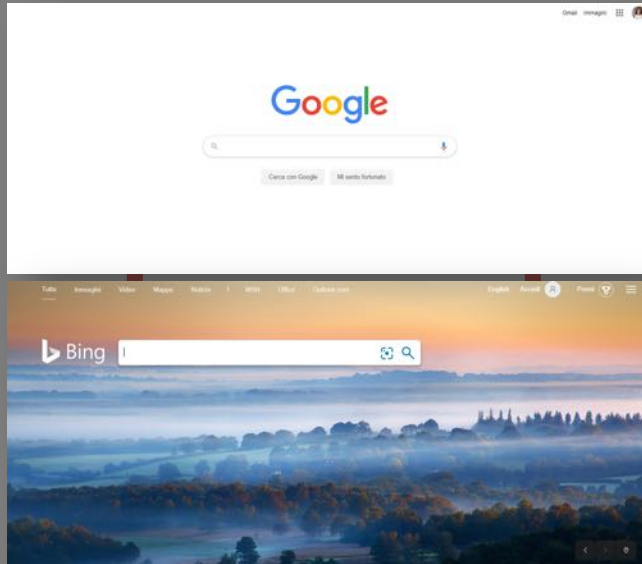 Gmail Immagini
Google
Cerca con Google Mi sento fortunato
Tutto Immagini Video Mappe Notizie MSN Office Outlook.com English Accedi Premi
Bing